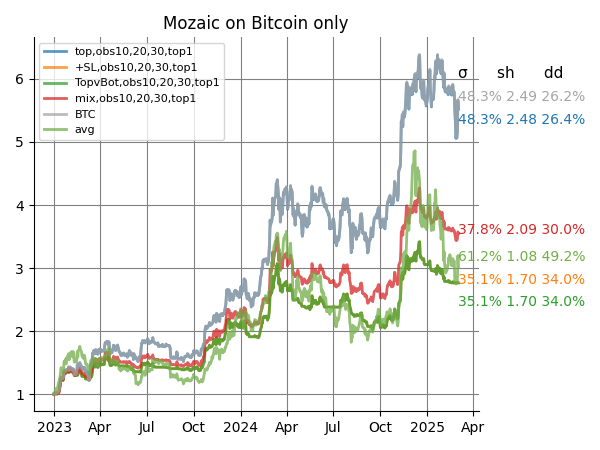 Mozaic on Bitcoin only
top,obs10,20,30,top1
+SL,obs10,20,30,top1
TopvBot,obs10,20,30,top1
mix,obs10,20,30,top1
BTC
avg
σ sh dd
48.3% 2.49 26.2%
48.3% 2.48 26.4%
37.8% 2.09 30.0%
61.2% 1.08 49.2%
35.1% 1.70 34.0%
35.1% 1.70 34.0%
6
5
4
3
2
1
2023 Apr Jul Oct 2024 Apr Jul Oct 2025 Apr